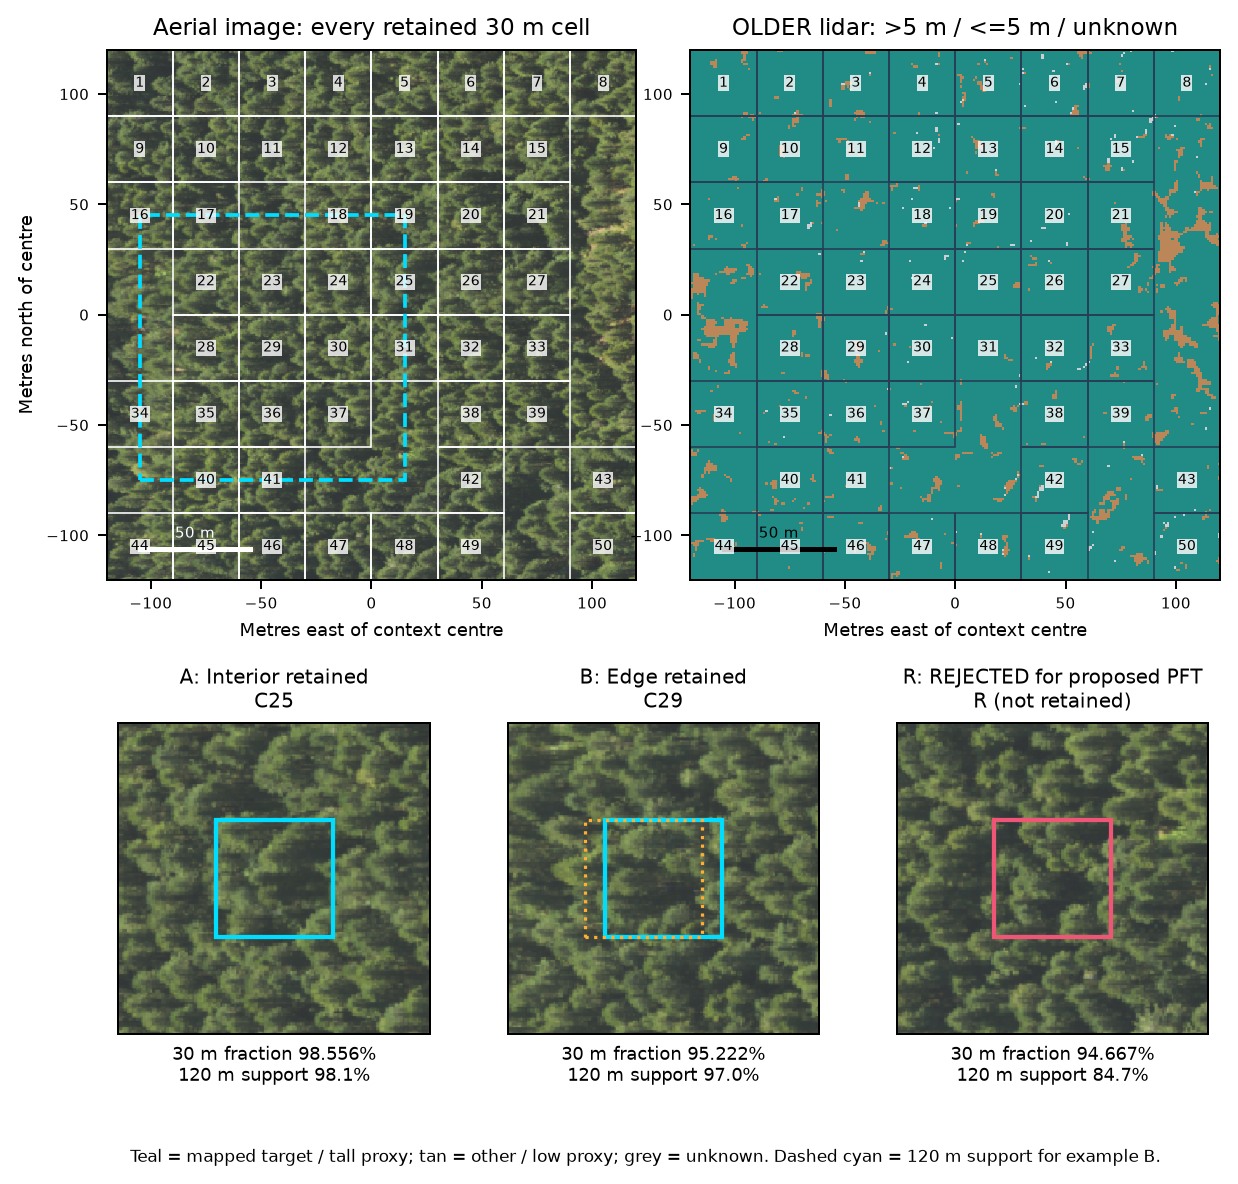 Aerial image: every retained 30 m cell
OLDER lidar: >5 m / <=5 m / unknown
1 2 3 4 5 6 7 8
9 10 11 12 13 14 15
16 17 18 19 20 21
22 23 24 25 26 27
28 29 30 31 32 33
34 35 36 37 38 39
40 41 42 43
50 m
44 45 46 47 48 49 50
100
50
0
−50
−100
Metres north of centre
−100 −50 0 50 100
Metres east of context centre
1 2 3 4 5 6 7 8
9 10 11 12 13 14 15
16 17 18 19 20 21
22 23 24 25 26 27
28 29 30 31 32 33
34 35 36 37 38 39
40 41 42 43
50 m
44 45 46 47 48 49 50
100
50
0
−50
−100
−100 −50 0 50 100
Metres east of context centre
A: Interior retained
C25
30 m fraction 98.556%
120 m support 98.1%
B: Edge retained
C29
30 m fraction 95.222%
120 m support 97.0%
R: REJECTED for proposed PFT
R (not retained)
30 m fraction 94.667%
120 m support 84.7%
Teal = mapped target / tall proxy; tan = other / low proxy; grey = unknown. Dashed cyan = 120 m support for example B.